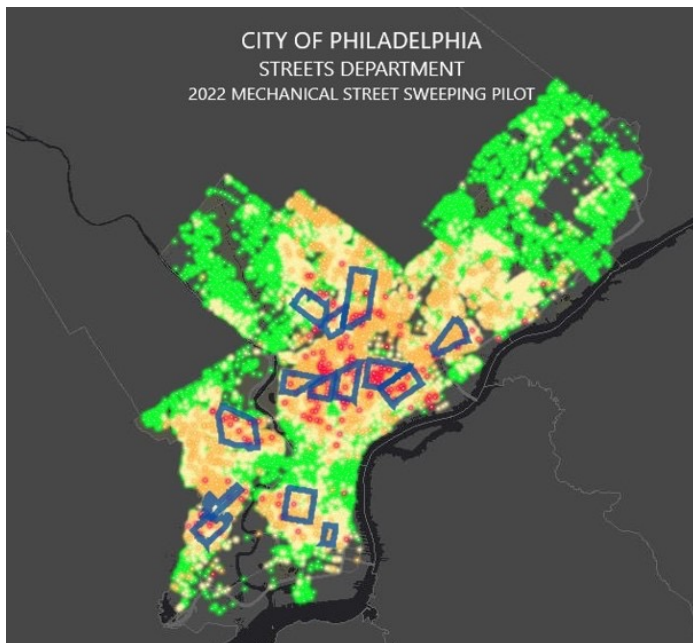 CITY OF PHILADELPHIA
STREETS DEPARTMENT
2022 MECHANICAL STREET SWEEPING PILOT